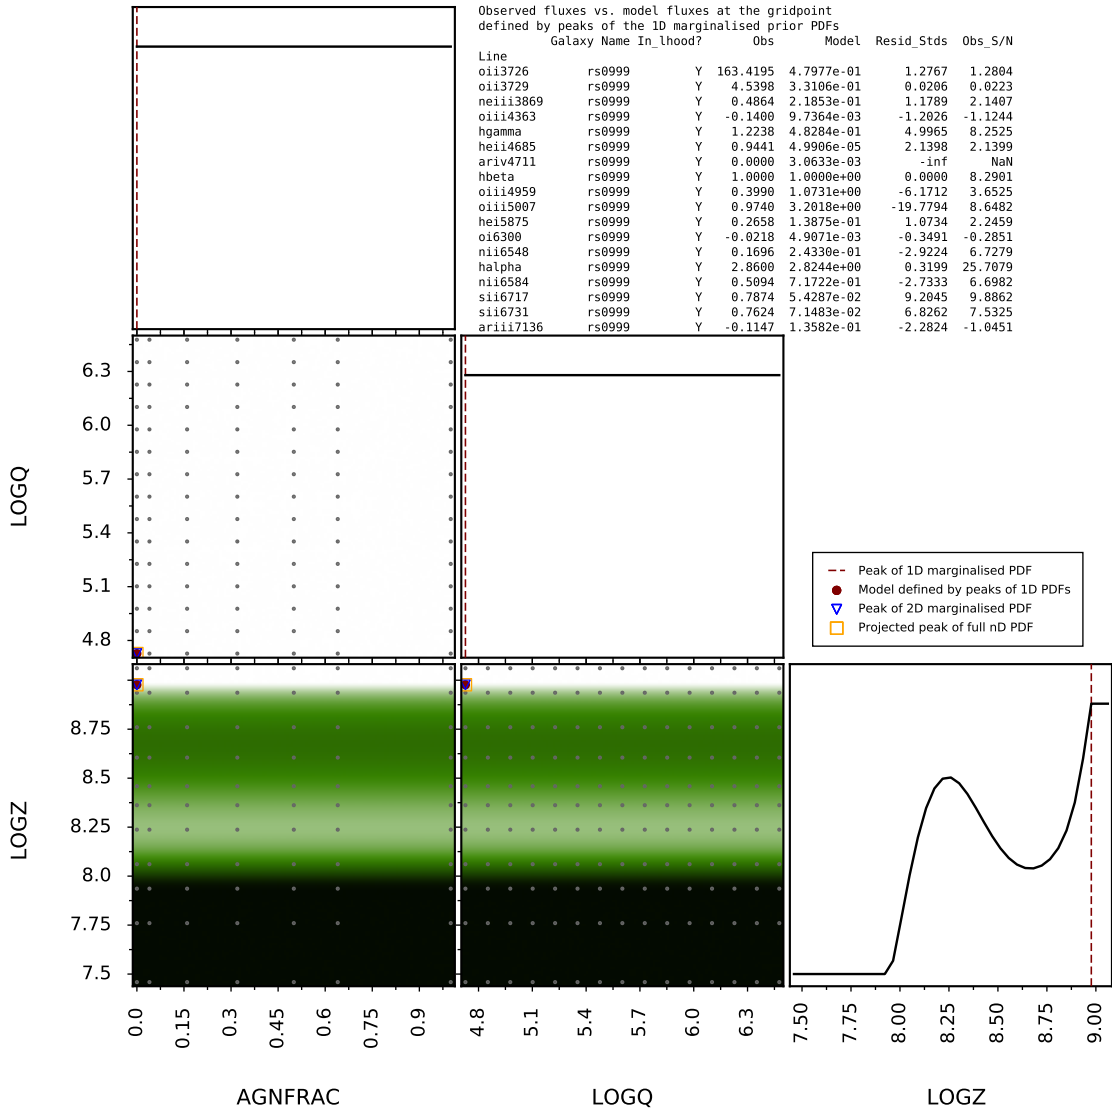 Observed fluxes vs. model fluxes at the gridpoint
defined by peaks of the 1D marginalised prior PDFs
Galaxy Name In_lhood? Obs Model Resid_Stds Obs_S/N
Line
oii3726 rs0999 Y 163.4195 4.7977e-01 1.2767 1.2804
oii3729 rs0999 Y 4.5398 3.3106e-01 0.0206 0.0223
neiii3869 rs0999 Y 0.4864 2.1853e-01 1.1789 2.1407
oiii4363 rs0999 Y -0.1400 9.7364e-03 -1.2026 -1.1244
hgamma rs0999 Y 1.2238 4.8284e-01 4.9965 8.2525
heii4685 rs0999 Y 0.9441 4.9906e-05 2.1398 2.1399
ariv4711 rs0999 Y 0.0000 3.0633e-03 -inf NaN
hbeta rs0999 Y 1.0000 1.0000e+00 0.0000 8.2901
oiii4959 rs0999 Y 0.3990 1.0731e+00 -6.1712 3.6525
oiii5007 rs0999 Y 0.9740 3.2018e+00 -19.7794 8.6482
hei5875 rs0999 Y 0.2658 1.3875e-01 1.0734 2.2459
oi6300 rs0999 Y -0.0218 4.9071e-03 -0.3491 -0.2851
nii6548 rs0999 Y 0.1696 2.4330e-01 -2.9224 6.7279
halpha rs0999 Y 2.8600 2.8244e+00 0.3199 25.7079
nii6584 rs0999 Y 0.5094 7.1722e-01 -2.7333 6.6982
sii6717 rs0999 Y 0.7874 5.4287e-02 9.2045 9.8862
sii6731 rs0999 Y 0.7624 7.1483e-02 6.8262 7.5325
ariii7136 rs0999 Y -0.1147 1.3582e-01 -2.2824 -1.0451
6.3
6.0
5.7
5.4
5.1
4.8
LOGQ
Peak of 1D marginalised PDF
Model defined by peaks of 1D PDFs
Peak of 2D marginalised PDF
Projected peak of full nD PDF
8.75
8.5
8.25
8.0
7.75
7.5
LOGZ
0.0 0.15 0.3 0.45 0.6 0.75 0.9
4.8 5.1 5.4 5.7 6.0 6.3
7.50 7.75 8.00 8.25 8.50 8.75 9.00
AGNFRAC LOGQ LOGZ